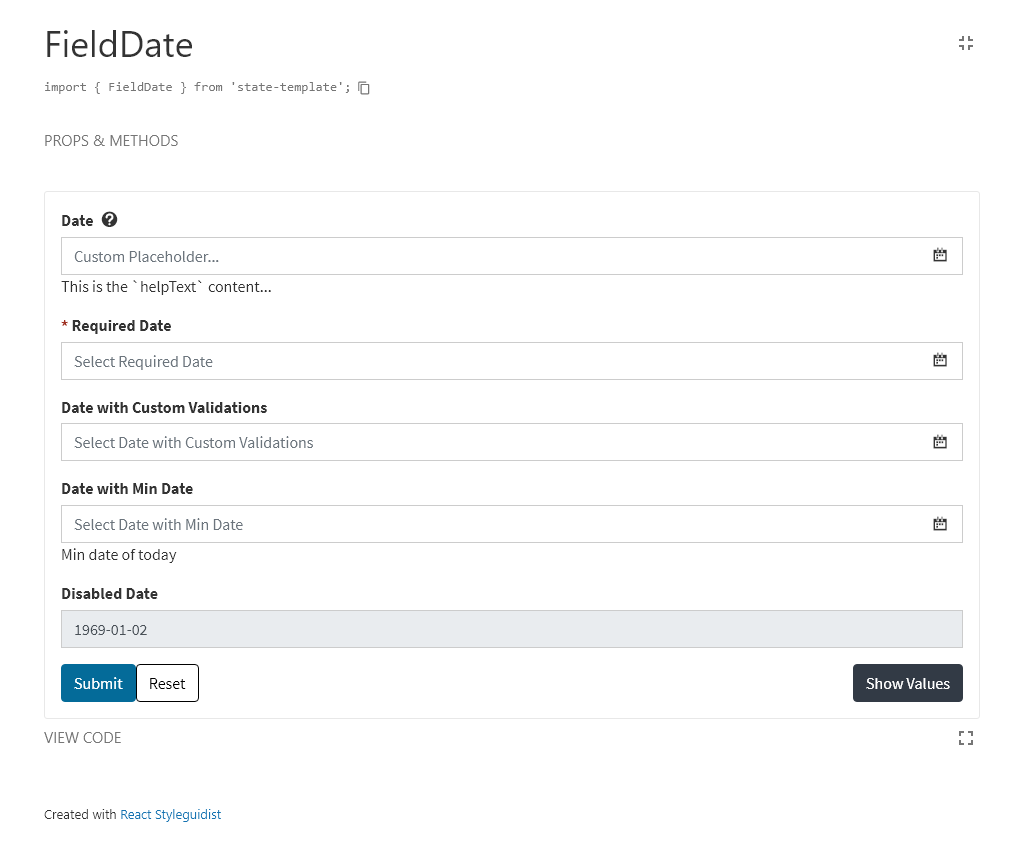 FieldDate
import { FieldDate } from 'state-template';
PROPS & METHODS
Date
Custom Placeholder...
This is the `helpText` content...
* Required Date
Select Required Date
Date with Custom Validations
Select Date with Custom Validations
Date with Min Date
Select Date with Min Date
Min date of today
Disabled Date
1969-01-02
Submit Reset Show Values
VIEW CODE
Created with React Styleguidist